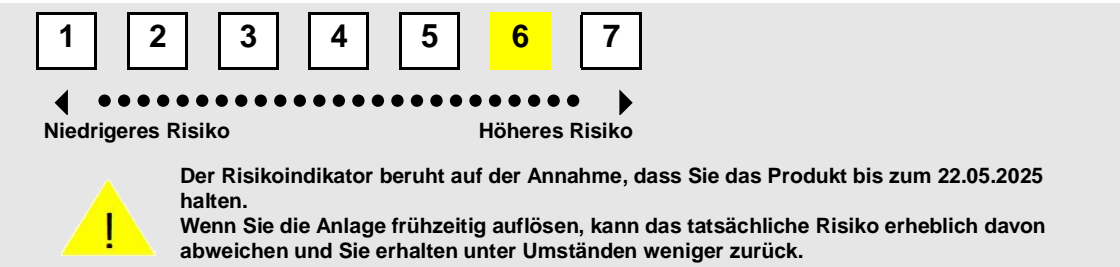 1 2 3 4 5 6 7
Niedrigeres Risiko Höheres Risiko
Der Risikoindikator beruht auf der Annahme, dass Sie das Produkt bis zum 22.05.2025
halten.
Wenn Sie die Anlage frühzeitig auflösen, kann das tatsächliche Risiko erheblich davon
abweichen und Sie erhalten unter Umständen weniger zurück.
!